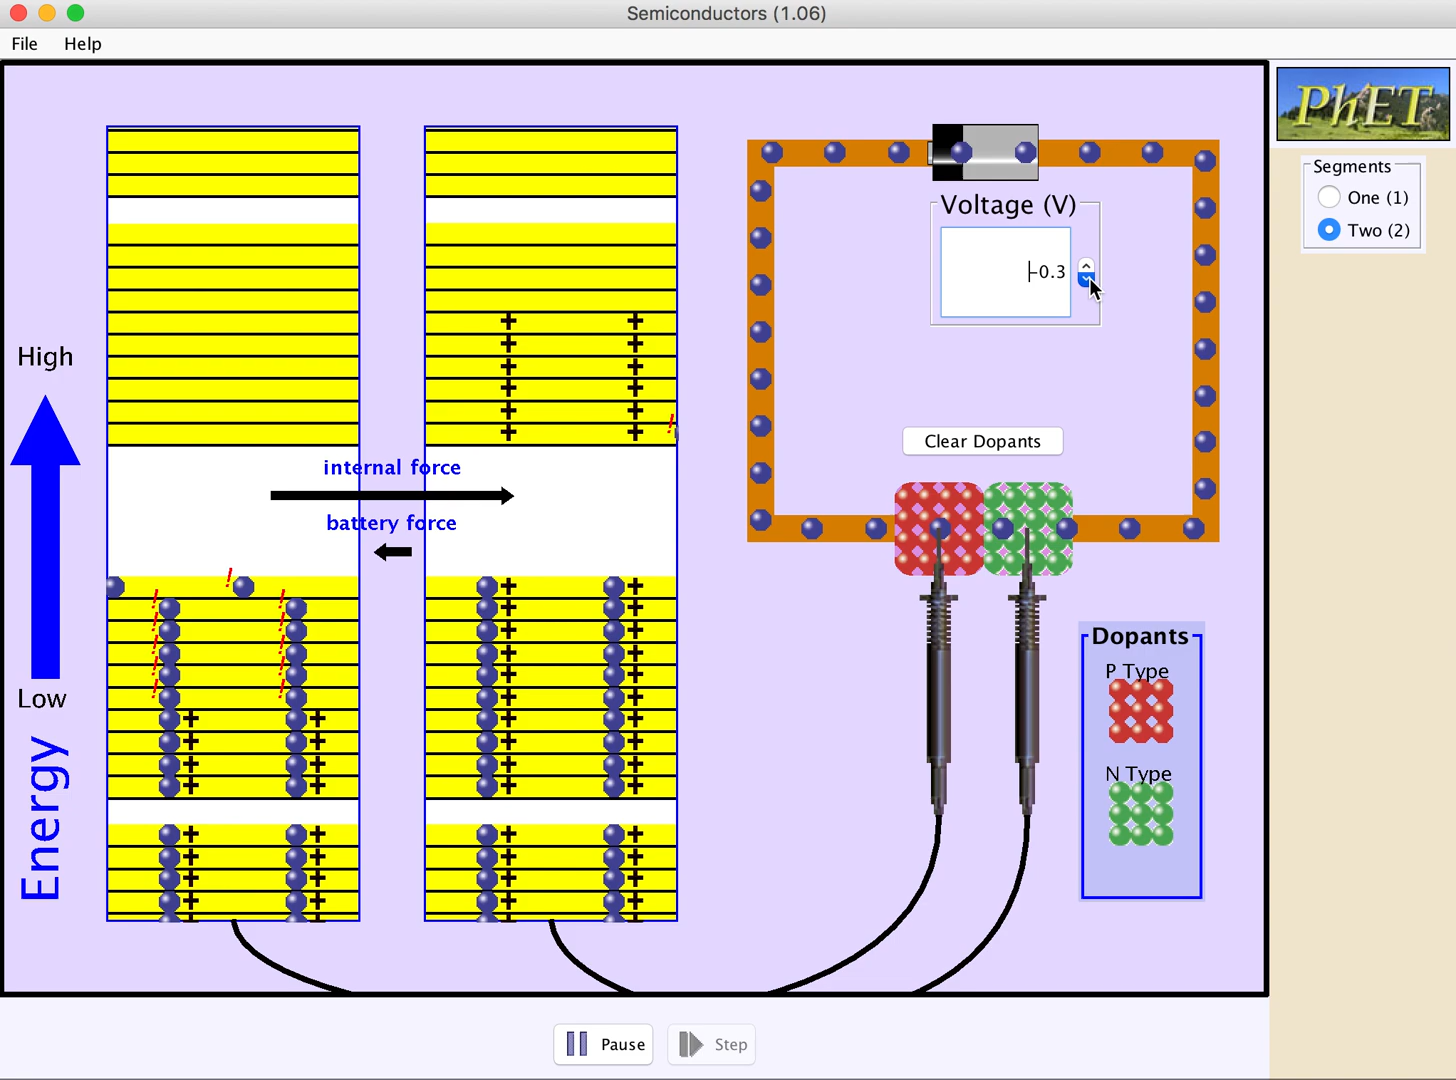 Semiconductors (1.06)
File Help
PhET
Segments
One (1)
Two (2)
Voltage (V)
-0.3
High
Low
Energy
internal force
battery force
Clear Dopants
Dopants
P Type
N Type
Pause
Step